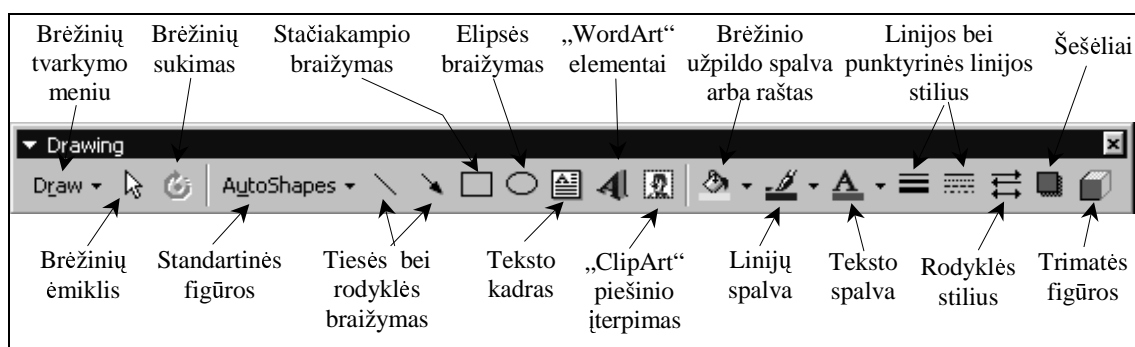 Brėžinių tvarkymo meniu
Brėžinių sukimas
Stačiakampio braižymas
Elipsės braižymas
„WordArt“ elementai
Brėžinio užpildo spalva arba raštas
Linijos bei punktyrinės linijos stilius
Šešėliai
Drawing
Draw
AutoShapes
Brėžinių ėmiklis
Standartinės figūros
Tiesės bei rodyklės braižymas
Teksto kadras
„ClipArt“ piešinio įterpimas
Linijų spalva
Teksto spalva
Rodyklės stilius
Trimatės figūros